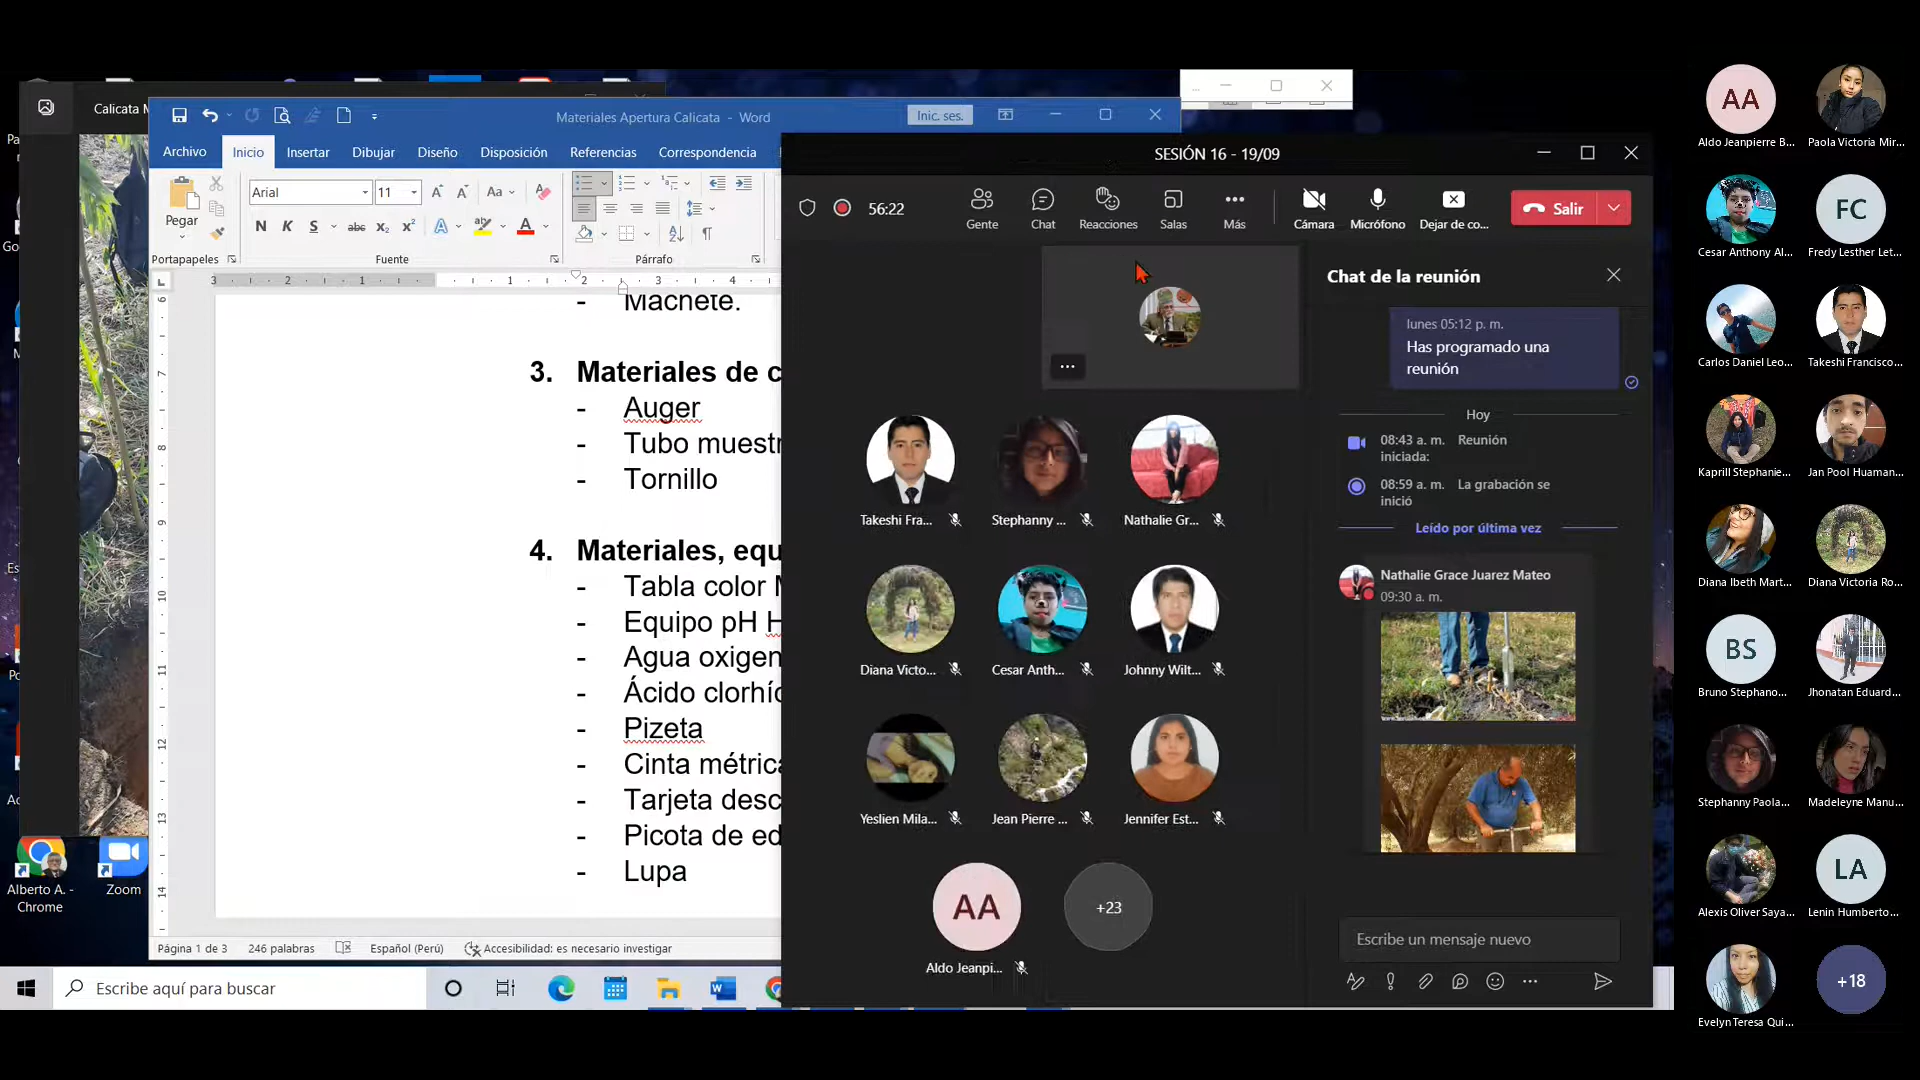 Calicata M
Materiales Apertura Calicata - Word
Inic. ses.
Archivo
Inicio
Insertar
Dibujar
Diseño
Disposición
Referencias
Correspondencia
Pegar
Arial
11
Portapapeles
Fuente
Párrafo
Machete.
3. Materiales de c
- Auger
- Tubo muestr
- Tornillo
4. Materiales, equ
- Tabla color M
- Equipo pH H
- Agua oxigen
- Ácido clorhíd
- Pizeta
- Cinta métrica
- Tarjeta desc
- Picota de ed
- Lupa
Página 1 de 3
246 palabras
Español (Perú)
Accesibilidad: es necesario investigar
Alberto A. - Chrome
Zoom
Escribe aquí para buscar
SESIÓN 16 - 19/09
56:22
Gente
Chat
Reacciones
Salas
Más
Cámara
Micrófono
Dejar de co...
Salir
Takeshi Fra...
Stephanny ...
Nathalie Gr...
Diana Victo...
Cesar Anth...
Johnny Wilt...
Yeslien Mila...
Jean Pierre ...
Jennifer Est...
AA
+23
Aldo Jeanpi...
Chat de la reunión
lunes 05:12 p. m.
Has programado una
reunión
Hoy
08:43 a. m. Reunión
iniciada:
08:59 a. m. La grabación se
inició
Leído por última vez
Nathalie Grace Juarez Mateo
09:30 a. m.
Escribe un mensaje nuevo
AA
Aldo Jeanpierre B...
Paola Victoria Mir...
Cesar Anthony Al...
FC
Fredy Lesther Let...
Carlos Daniel Leo...
Takeshi Francisco...
Kaprill Stephanie...
Jan Pool Huaman...
Diana Ibeth Mart...
Diana Victoria Ro...
BS
Bruno Stephano...
Jhonatan Eduard...
Stephanny Paola...
Madeleyne Manu...
Alexis Oliver Saya...
LA
Lenin Humberto...
Evelyn Teresa Qui...
+18